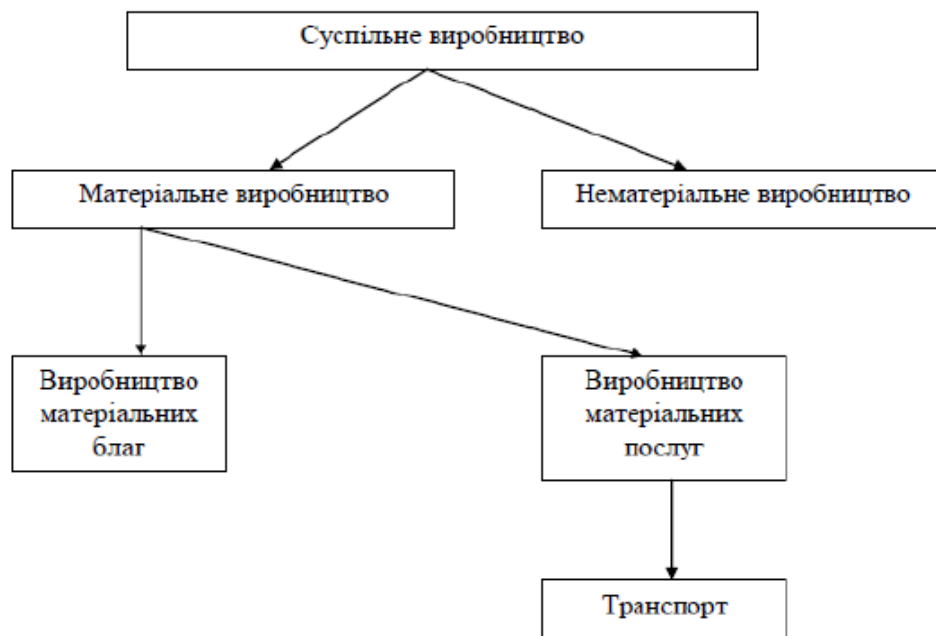 Суспільне виробництво
Матеріальне виробництво
Нематеріальне виробництво
Виробництво
матеріальних
благ
Виробництво
матеріальних
послуг
Транспорт